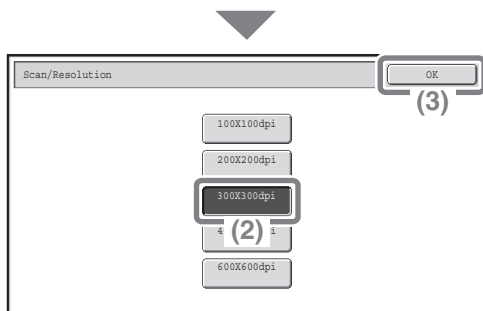 Scan/Resolution
OK
(3)
100X100dpi
200X200dpi
300X300dpi
(2)
600X600dpi